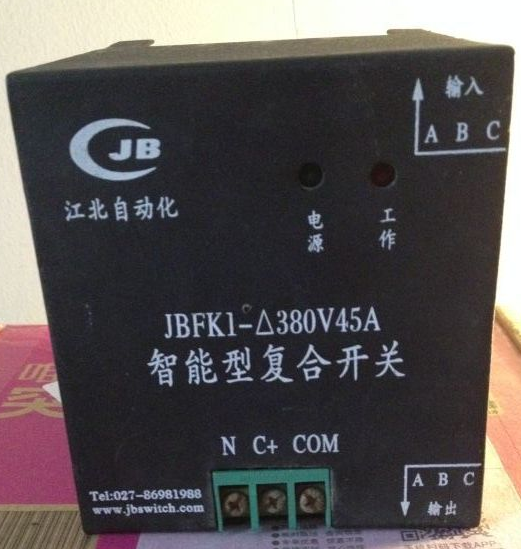 输入
A B C
JB
江北自动化
电源
工作
JBFK1-△380V45A
智能型复合开关
N C+ COM
Tel:027-86981988
www.jbswitch.com
A B C
输出